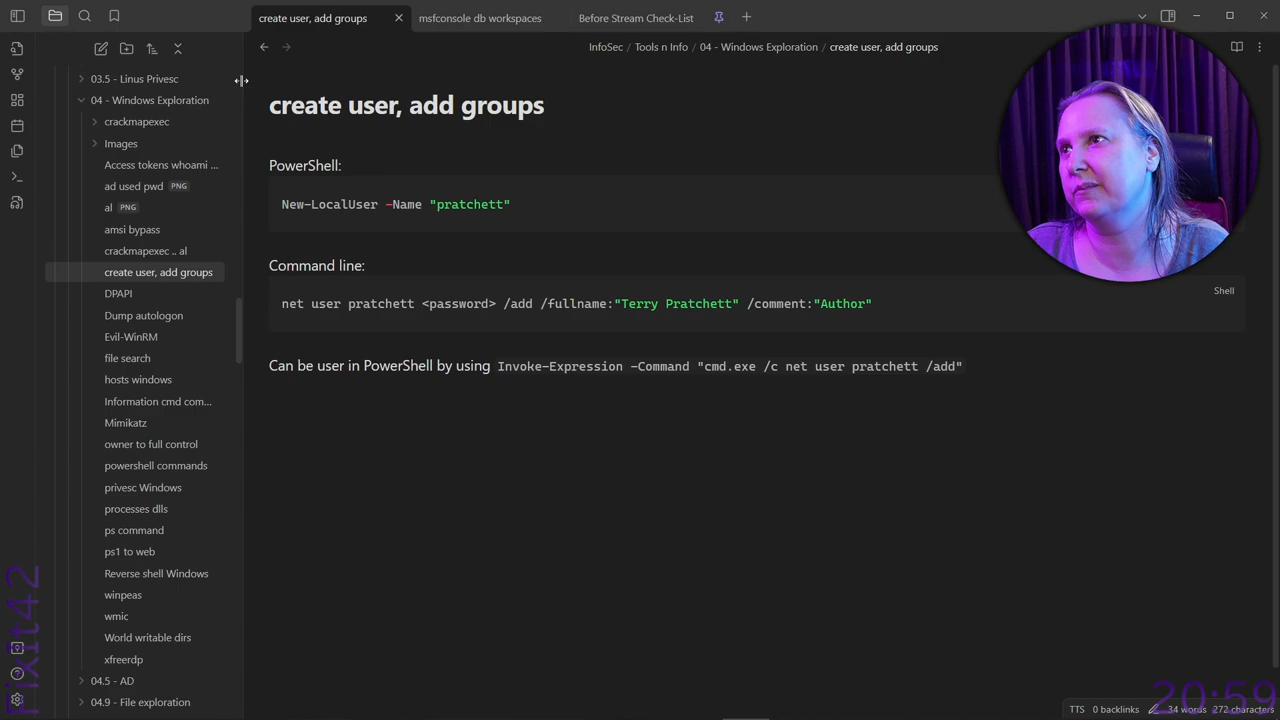 create user, add groups
msfconsole db workspaces
Before Stream Check-List
InfoSec / Tools n Info / 04 - Windows Exploration / create user, add groups
03.5 - Linus Privesc
04 - Windows Exploration
crackmapexec
Images
Access tokens whoami ...
ad used pwd PNG
al PNG
amsi bypass
crackmapexec .. al
create user, add groups
DPAPI
Dump autologon
Evil-WinRM
file search
hosts windows
Information cmd com...
Mimikatz
owner to full control
powershell commands
privesc Windows
processes dlls
ps command
ps1 to web
Reverse shell Windows
winpeas
wmic
World writable dirs
xfreerdp
04.5 - AD
04.9 - File exploration
create user, add groups
PowerShell:
New-LocalUser -Name "pratchett"
Command line:
Shell
net user pratchett <password> /add /fullname:"Terry Pratchett" /comment:"Author"
Can be user in PowerShell by using Invoke-Expression -Command "cmd.exe /c net user pratchett /add"
Fixit42
20:59
TTS 0 backlinks 34 words 272 characters